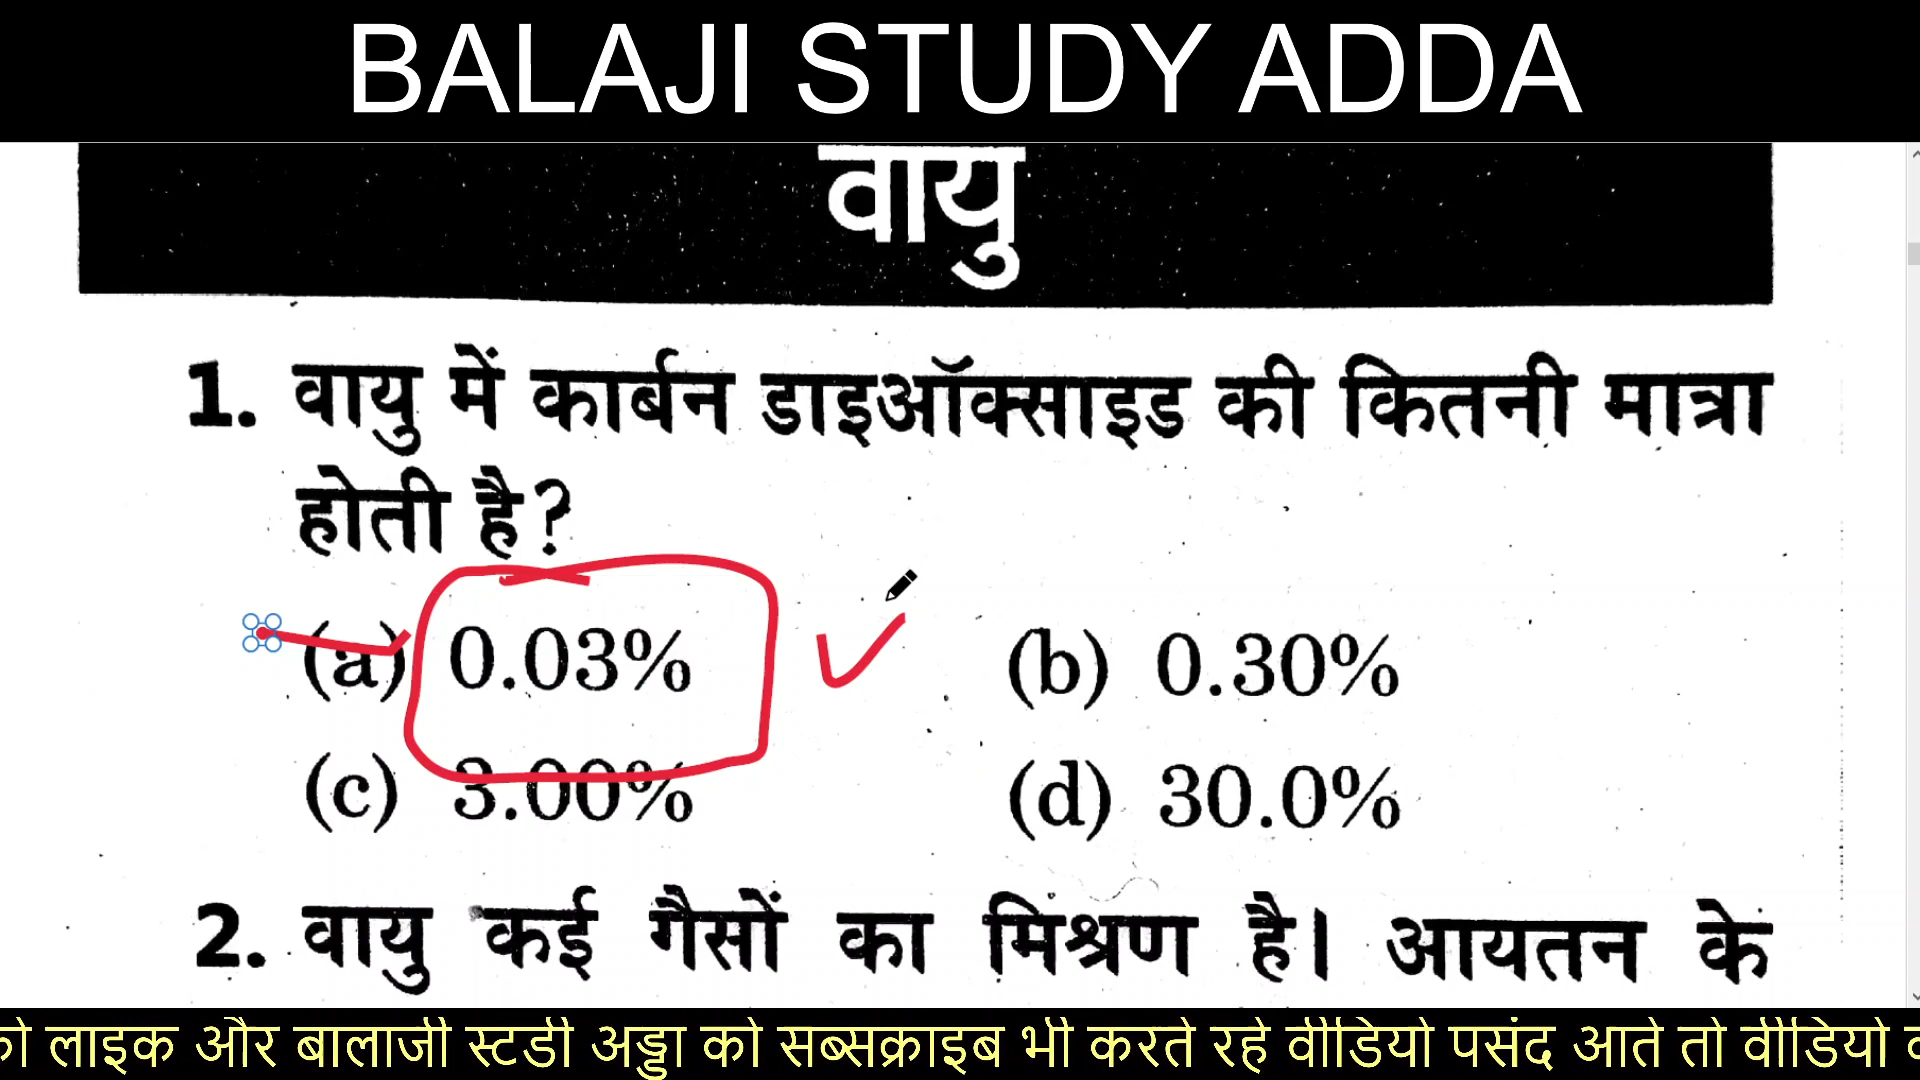 BALAJI STUDY ADDA
वायु
1. वायु में कार्बन डाइऑक्साइड की कितनी मात्रा
होती है?
(a) 0.03% (b) 0.30%
(c) 3.00% (d) 30.0%
2. वायु कई गैसों का मिश्रण है। आयतन के
को लाइक और बालाजी स्टडी अड्डा को सब्सक्राइब भी करते रहे वीडियो पसंद आते तो वीडियो